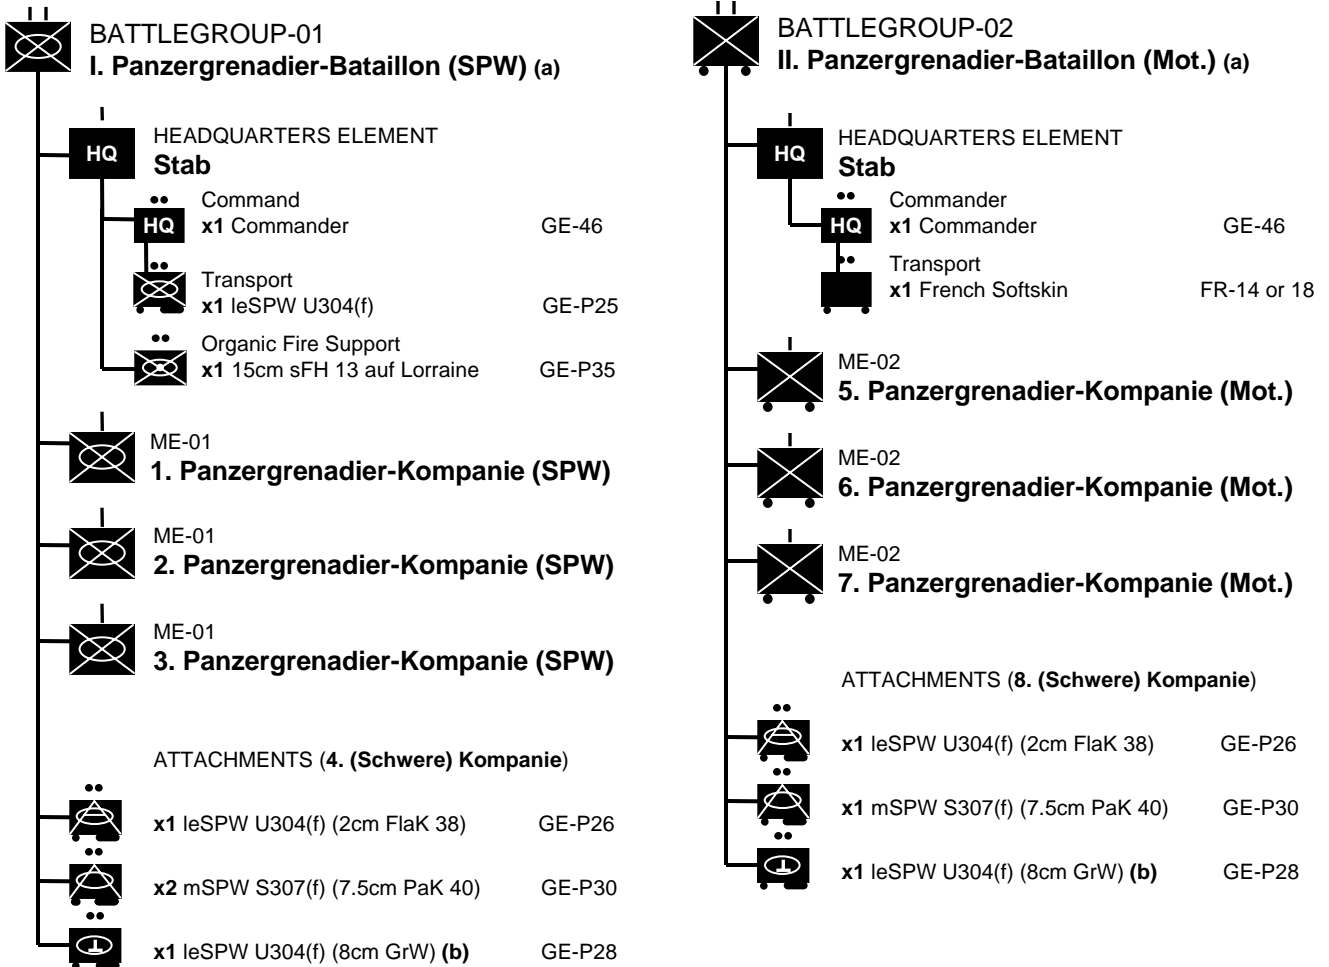 BATTLEGROUP-01
I. Panzergrenadier-Bataillon (SPW) (a)
HQ
HEADQUARTERS ELEMENT
Stab
HQ
Command
x1 Commander GE-46
Transport
x1 leSPW U304(f) GE-P25
Organic Fire Support
x1 15cm sFH 13 auf Lorraine GE-P35
ME-01
1. Panzergrenadier-Kompanie (SPW)
ME-01
2. Panzergrenadier-Kompanie (SPW)
ME-01
3. Panzergrenadier-Kompanie (SPW)
ATTACHMENTS (4. (Schwere) Kompanie)
x1 leSPW U304(f) (2cm FlaK 38) GE-P26
x2 mSPW S307(f) (7.5cm PaK 40) GE-P30
x1 leSPW U304(f) (8cm GrW) (b) GE-P28
BATTLEGROUP-02
II. Panzergrenadier-Bataillon (Mot.) (a)
HQ
HEADQUARTERS ELEMENT
Stab
HQ
Commander
x1 Commander GE-46
Transport
x1 French Softskin FR-14 or 18
ME-02
5. Panzergrenadier-Kompanie (Mot.)
ME-02
6. Panzergrenadier-Kompanie (Mot.)
ME-02
7. Panzergrenadier-Kompanie (Mot.)
ATTACHMENTS (8. (Schwere) Kompanie)
x1 leSPW U304(f) (2cm FlaK 38) GE-P26
x1 mSPW S307(f) (7.5cm PaK 40) GE-P30
x1 leSPW U304(f) (8cm GrW) (b) GE-P28